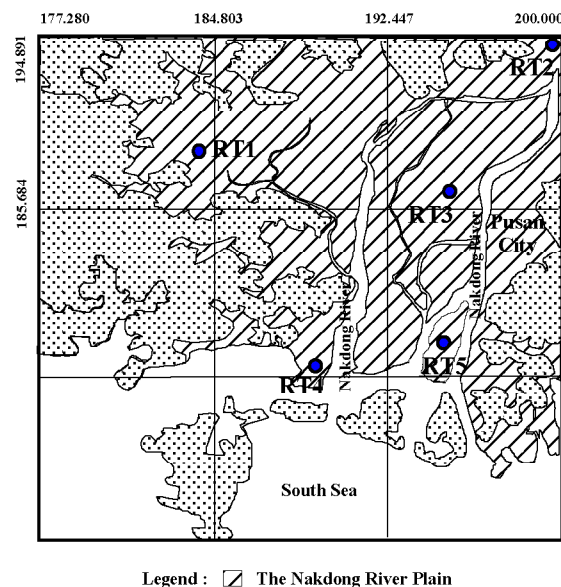 177.280 184.803 192.447 200.000
194.891
RT2
RT1
RT3
185.684
Pusan
City
Nakdong River
Nakdong River
RT5
RT4
South Sea
Legend : The Nakdong River Plain